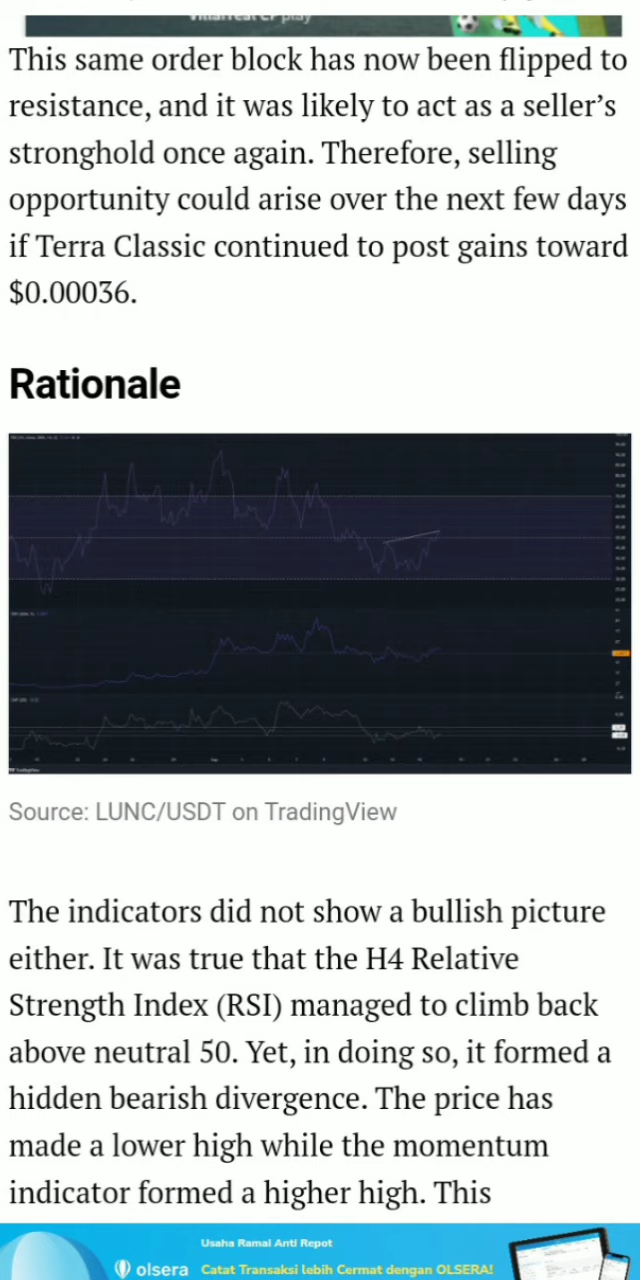 Villarreal CF play
This same order block has now been flipped to
resistance, and it was likely to act as a seller’s
stronghold once again. Therefore, selling
opportunity could arise over the next few days
if Terra Classic continued to post gains toward
$0.00036.
Rationale
TradingView
Source: LUNC/USDT on TradingView
The indicators did not show a bullish picture
either. It was true that the H4 Relative
Strength Index (RSI) managed to climb back
above neutral 50. Yet, in doing so, it formed a
hidden bearish divergence. The price has
made a lower high while the momentum
indicator formed a higher high. This
Usaha Ramai Anti Repot
olsera Catat Transaksi lebih Cermat dengan OLSERA!